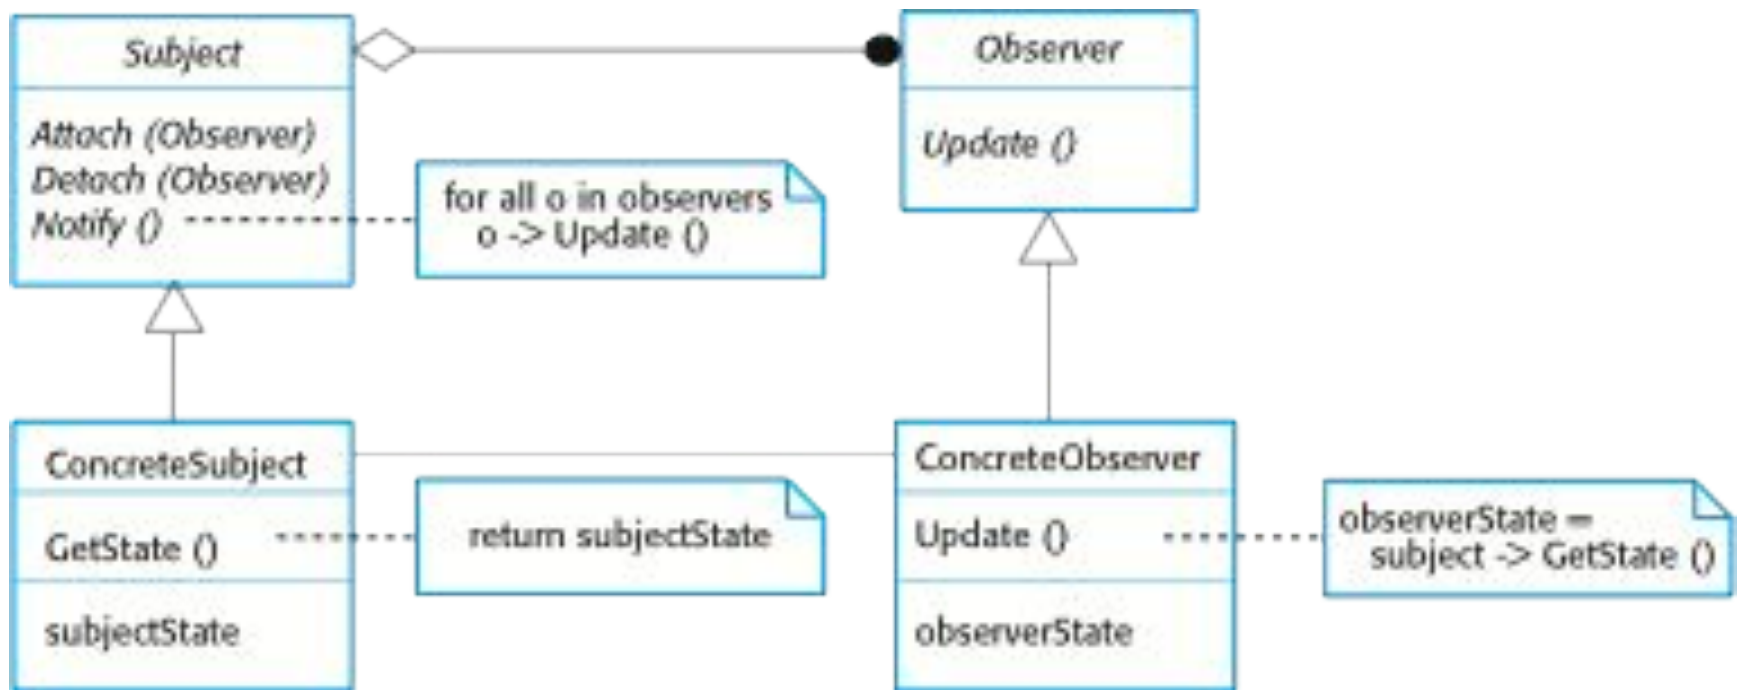 Subject
Attach (Observer)
Detach (Observer)
Notify ()
for all o in observers
o -> Update ()
Observer
Update ()
ConcreteSubject
GetState ()
subjectState
return subjectState
ConcreteObserver
Update ()
observerState
observerState =
subject -> GetState ()